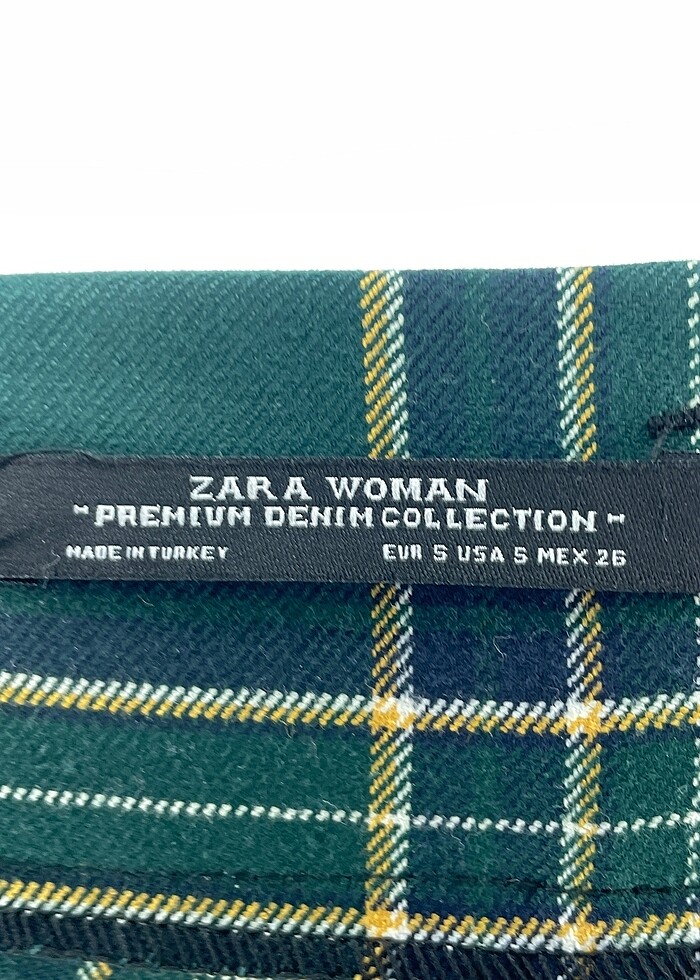 ZARA WOMAN
"PREMIUM DENIM COLLECTION"
MADE IN TURKEY EUR S USA S MEX 26